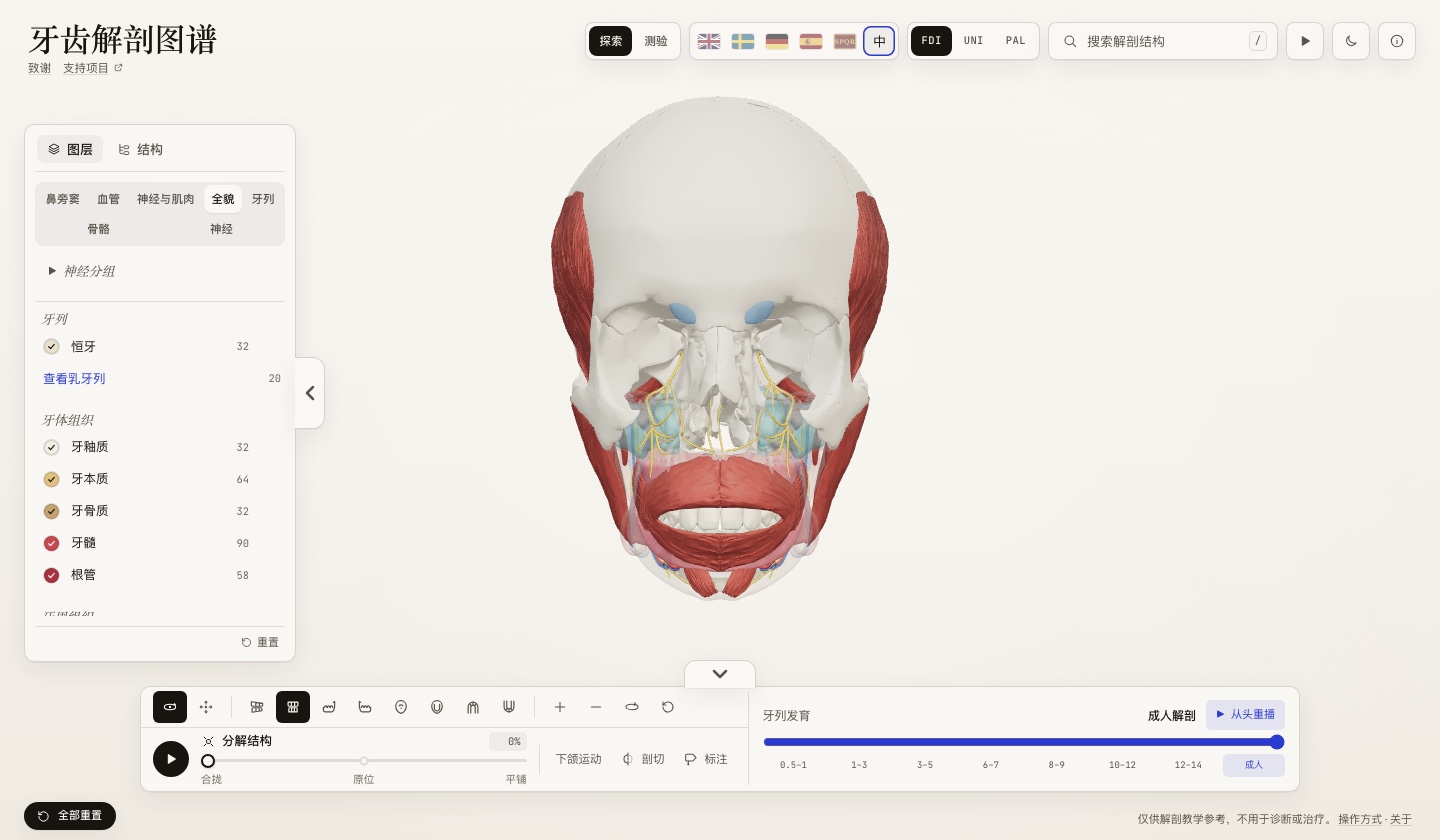 牙齿解剖图谱
致谢 支持项目
探索 测验
SPQR
中
FDI UNI PAL
搜索解剖结构 /
图层 结构
鼻旁窦 血管 神经与肌肉 全貌 牙列
骨骼 神经
神经分组
牙列
恒牙 32
查看乳牙列 20
牙体组织
牙釉质 32
牙本质 64
牙骨质 32
牙髓 90
根管 58
重置
分解结构 0%
合拢 原位 平铺
下颌运动 剖切 标注
牙列发育 成人解剖 从头重播
0.5–1 1–3 3–5 6–7 8–9 10–12 12–14 成人
全部重置
仅供解剖教学参考，不用于诊断或治疗。 操作方式 · 关于